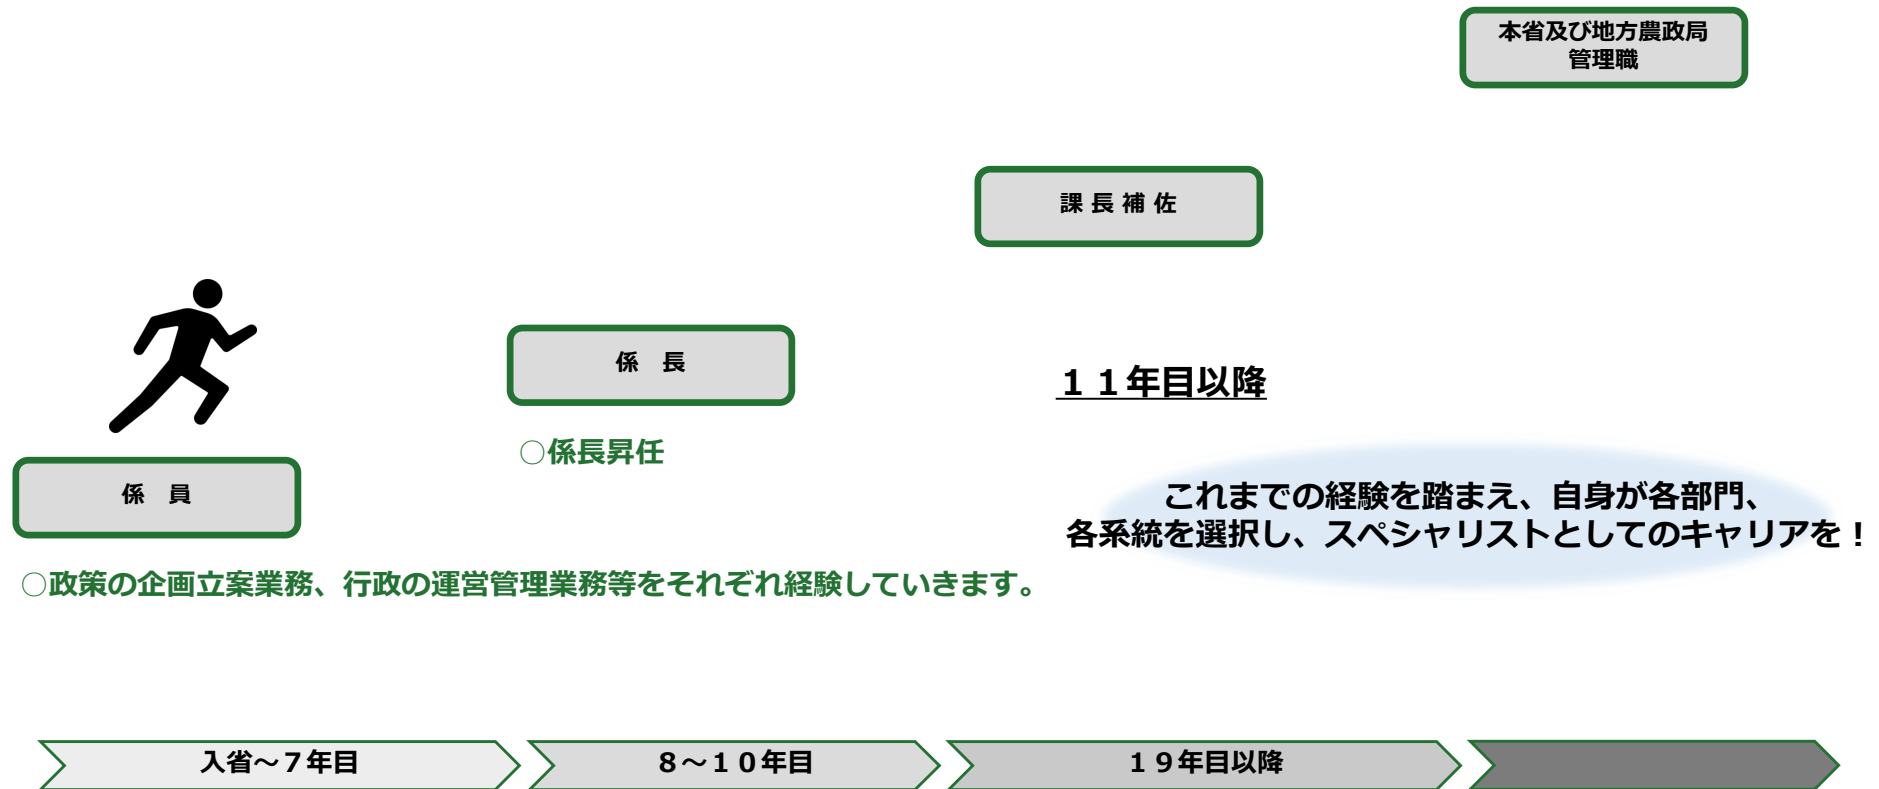 本省及び地方農政局
管理職
課 長 補 佐
係　長
１１年目以降
○係長昇任
係　員
これまでの経験を踏まえ、自身が各部門、
各系統を選択し、スペシャリストとしてのキャリアを！
○政策の企画立案業務、行政の運営管理業務等をそれぞれ経験していきます。
入省～７年目
８～１０年目
１９年目以降